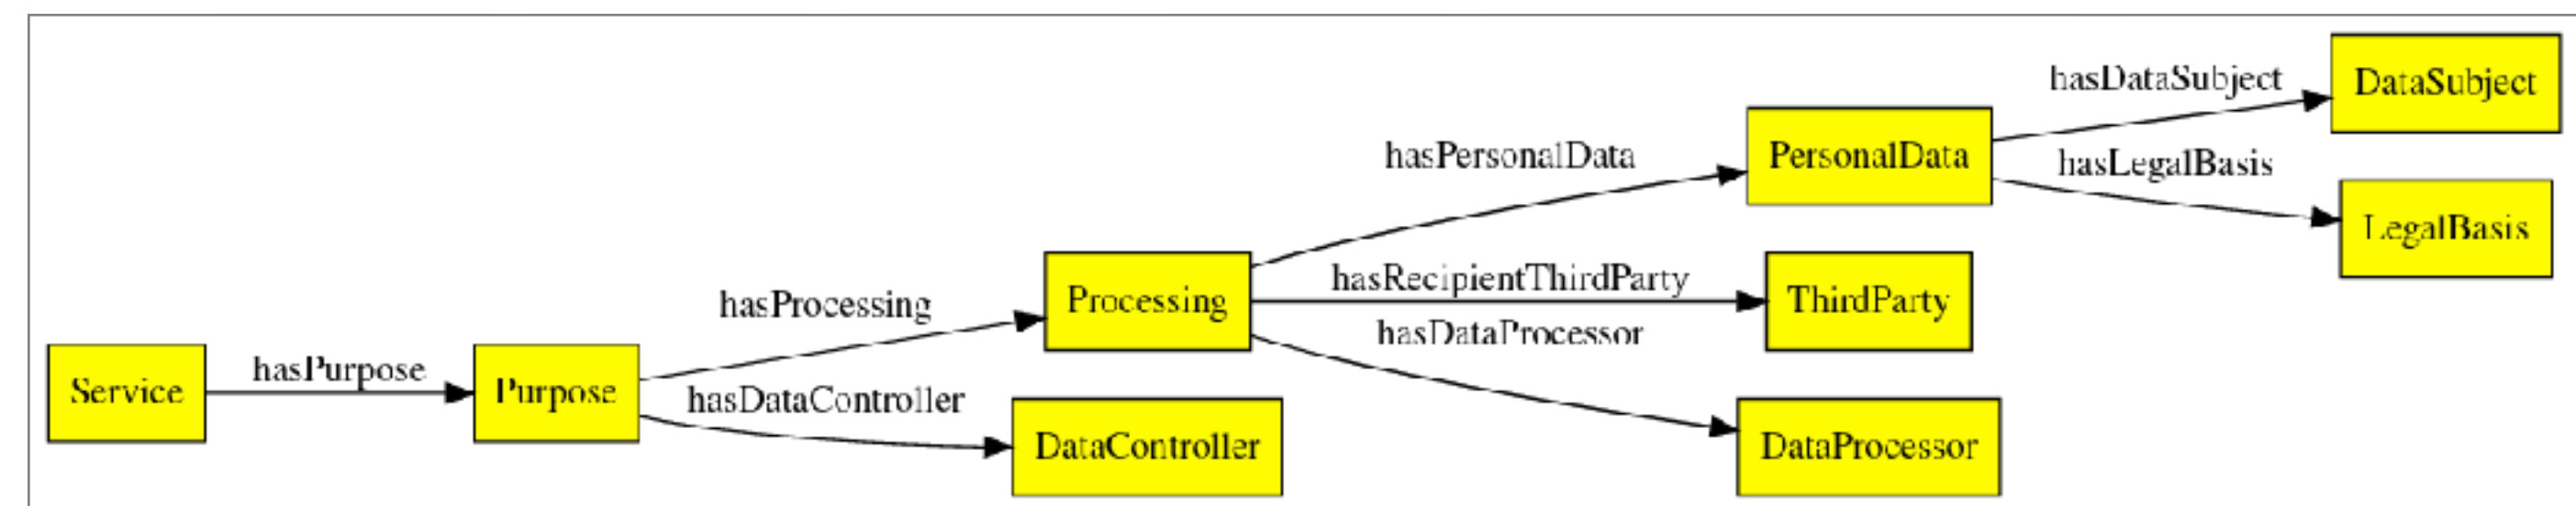 hasDataSubject
DataSubject
hasPersonalData
PersonalData
hasLegalBasis
LegalBasis
hasProcessing
Processing
hasRecipientThirdParty
ThirdParty
hasDataProcessor
Service
hasPurpose
Purpose
hasDataController
DataController
DataProcessor